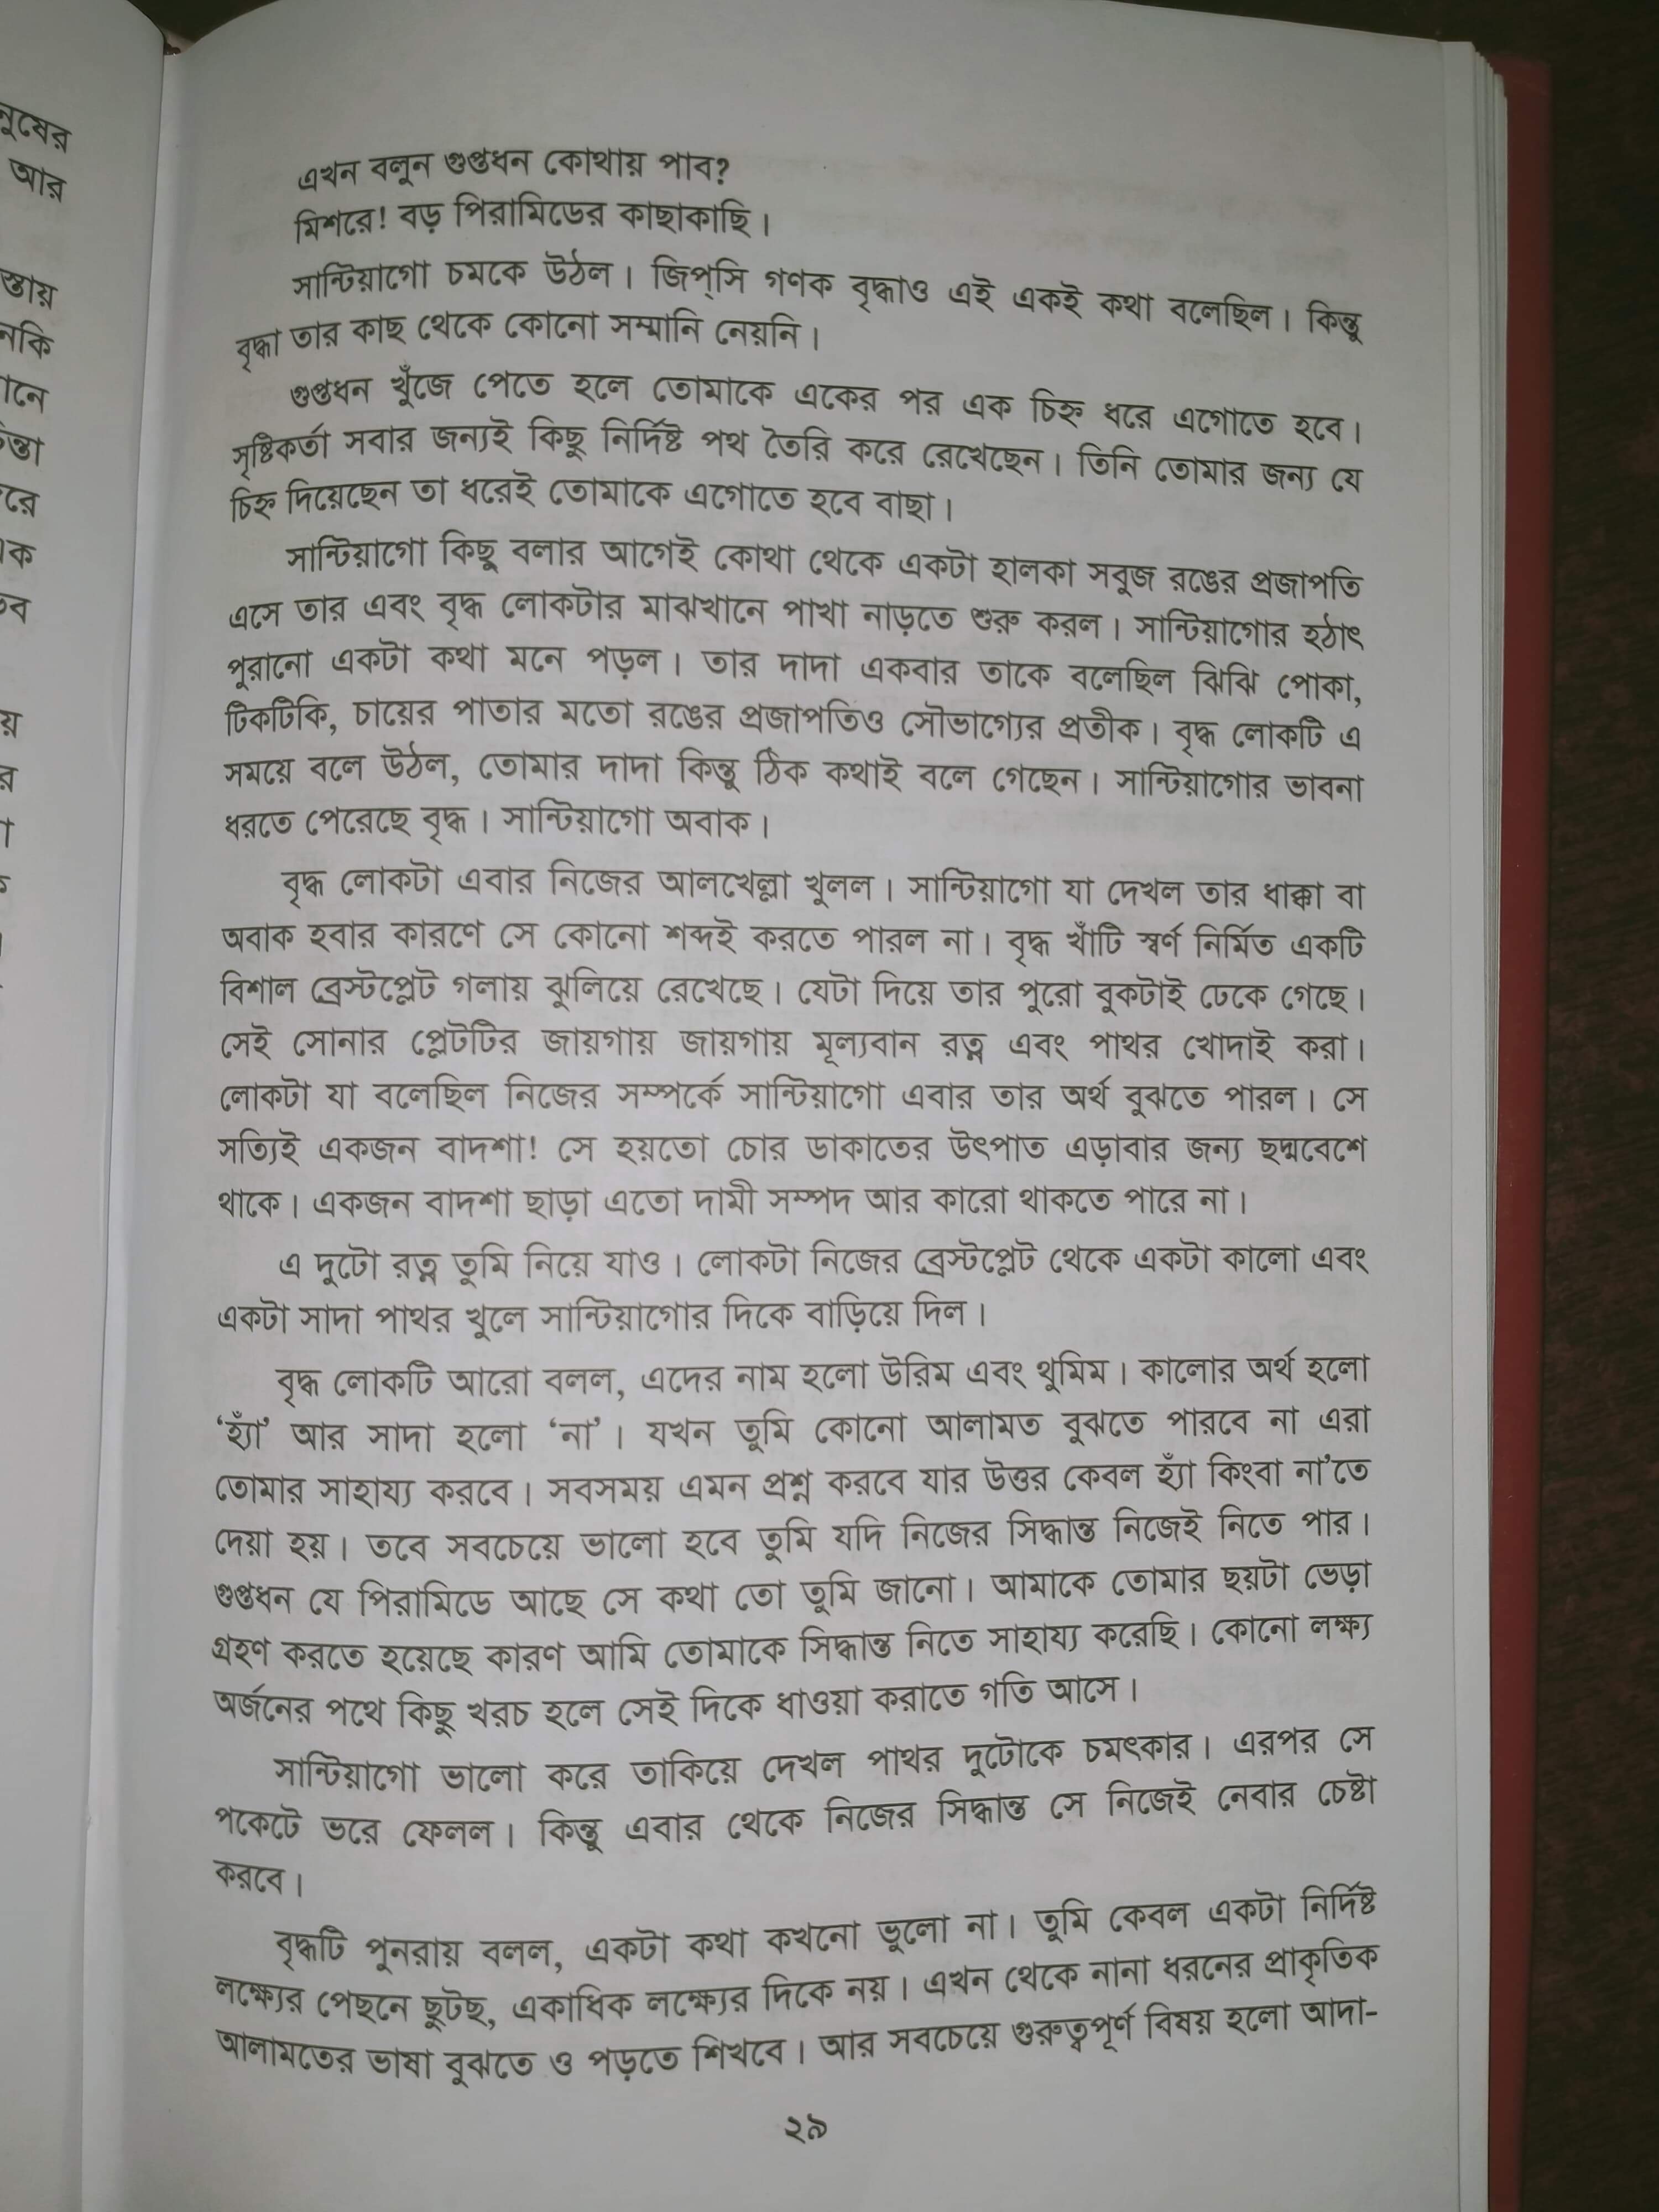 এখন বলুন গুপ্তধন কোথায় পাব?
মিশরে! বড় পিরামিডের কাছাকাছি।
সান্টিয়াগো চমকে উঠল। জিপ্‌সি গণক বৃদ্ধাও এই একই কথা বলেছিল। কিন্তু
বৃদ্ধা তার কাছ থেকে কোনো সম্মানি নেয়নি।
গুপ্তধন খুঁজে পেতে হলে তোমাকে একের পর এক চিহ্ন ধরে এগোতে হবে।
সৃষ্টিকর্তা সবার জন্যই কিছু নির্দিষ্ট পথ তৈরি করে রেখেছেন। তিনি তোমার জন্য যে
চিহ্ন দিয়েছেন তা ধরেই তোমাকে এগোতে হবে বাছা।
সান্টিয়াগো কিছু বলার আগেই কোথা থেকে একটা হালকা সবুজ রঙের প্রজাপতি
এসে তার এবং বৃদ্ধ লোকটার মাঝখানে পাখা নাড়তে শুরু করল। সান্টিয়াগোর হঠাৎ
পুরানো একটা কথা মনে পড়ল। তার দাদা একবার তাকে বলেছিল ঝিঝি পোকা,
টিকটিকি, চায়ের পাতার মতো রঙের প্রজাপতিও সৌভাগ্যের প্রতীক। বৃদ্ধ লোকটি এ
সময়ে বলে উঠল, তোমার দাদা কিন্তু ঠিক কথাই বলে গেছেন। সান্টিয়াগোর ভাবনা
ধরতে পেরেছে বৃদ্ধ। সান্টিয়াগো অবাক।
বৃদ্ধ লোকটা এবার নিজের আলখেল্লা খুলল। সান্টিয়াগো যা দেখল তার ধাক্কা বা
অবাক হবার কারণে সে কোনো শব্দই করতে পারল না। বৃদ্ধ খাঁটি স্বর্ণ নির্মিত একটি
বিশাল ব্রেস্টপ্লেট গলায় ঝুলিয়ে রেখেছে। যেটা দিয়ে তার পুরো বুকটাই ঢেকে গেছে।
সেই সোনার প্লেটটির জায়গায় জায়গায় মূল্যবান রত্ন এবং পাথর খোদাই করা।
লোকটা যা বলেছিল নিজের সম্পর্কে সান্টিয়াগো এবার তার অর্থ বুঝতে পারল। সে
সত্যিই একজন বাদশা! সে হয়তো চোর ডাকাতের উৎপাত এড়াবার জন্য ছদ্মবেশে
থাকে। একজন বাদশা ছাড়া এতো দামী সম্পদ আর কারো থাকতে পারে না।
এ দুটো রত্ন তুমি নিয়ে যাও। লোকটা নিজের ব্রেস্টপ্লেট থেকে একটা কালো এবং
একটা সাদা পাথর খুলে সান্টিয়াগোর দিকে বাড়িয়ে দিল।
বৃদ্ধ লোকটি আরো বলল, এদের নাম হলো উরিম এবং থুমিম। কালোর অর্থ হলো
‘হ্যাঁ’ আর সাদা হলো ‘না’। যখন তুমি কোনো আলামত বুঝতে পারবে না এরা
তোমার সাহায্য করবে। সবসময় এমন প্রশ্ন করবে যার উত্তর কেবল হ্যাঁ কিংবা না’তে
দেয়া হয়। তবে সবচেয়ে ভালো হবে তুমি যদি নিজের সিদ্ধান্ত নিজেই নিতে পার।
গুপ্তধন যে পিরামিডে আছে সে কথা তো তুমি জানো। আমাকে তোমার ছয়টা ভেড়া
গ্রহণ করতে হয়েছে কারণ আমি তোমাকে সিদ্ধান্ত নিতে সাহায্য করেছি। কোনো লক্ষ্য
অর্জনের পথে কিছু খরচ হলে সেই দিকে ধাওয়া করাতে গতি আসে।
সান্টিয়াগো ভালো করে তাকিয়ে দেখল পাথর দুটোকে চমৎকার। এরপর সে
পকেটে ভরে ফেলল। কিন্তু এবার থেকে নিজের সিদ্ধান্ত সে নিজেই নেবার চেষ্টা
করবে।
বৃদ্ধটি পুনরায় বলল, একটা কথা কখনো ভুলো না। তুমি কেবল একটা নির্দিষ্ট
লক্ষ্যের পেছনে ছুটছ, একাধিক লক্ষ্যের দিকে নয়। এখন থেকে নানা ধরনের প্রাকৃতিক
আলামতের ভাষা বুঝতে ও পড়তে শিখবে। আর সবচেয়ে গুরুত্বপূর্ণ বিষয় হলো আদা-
২৯